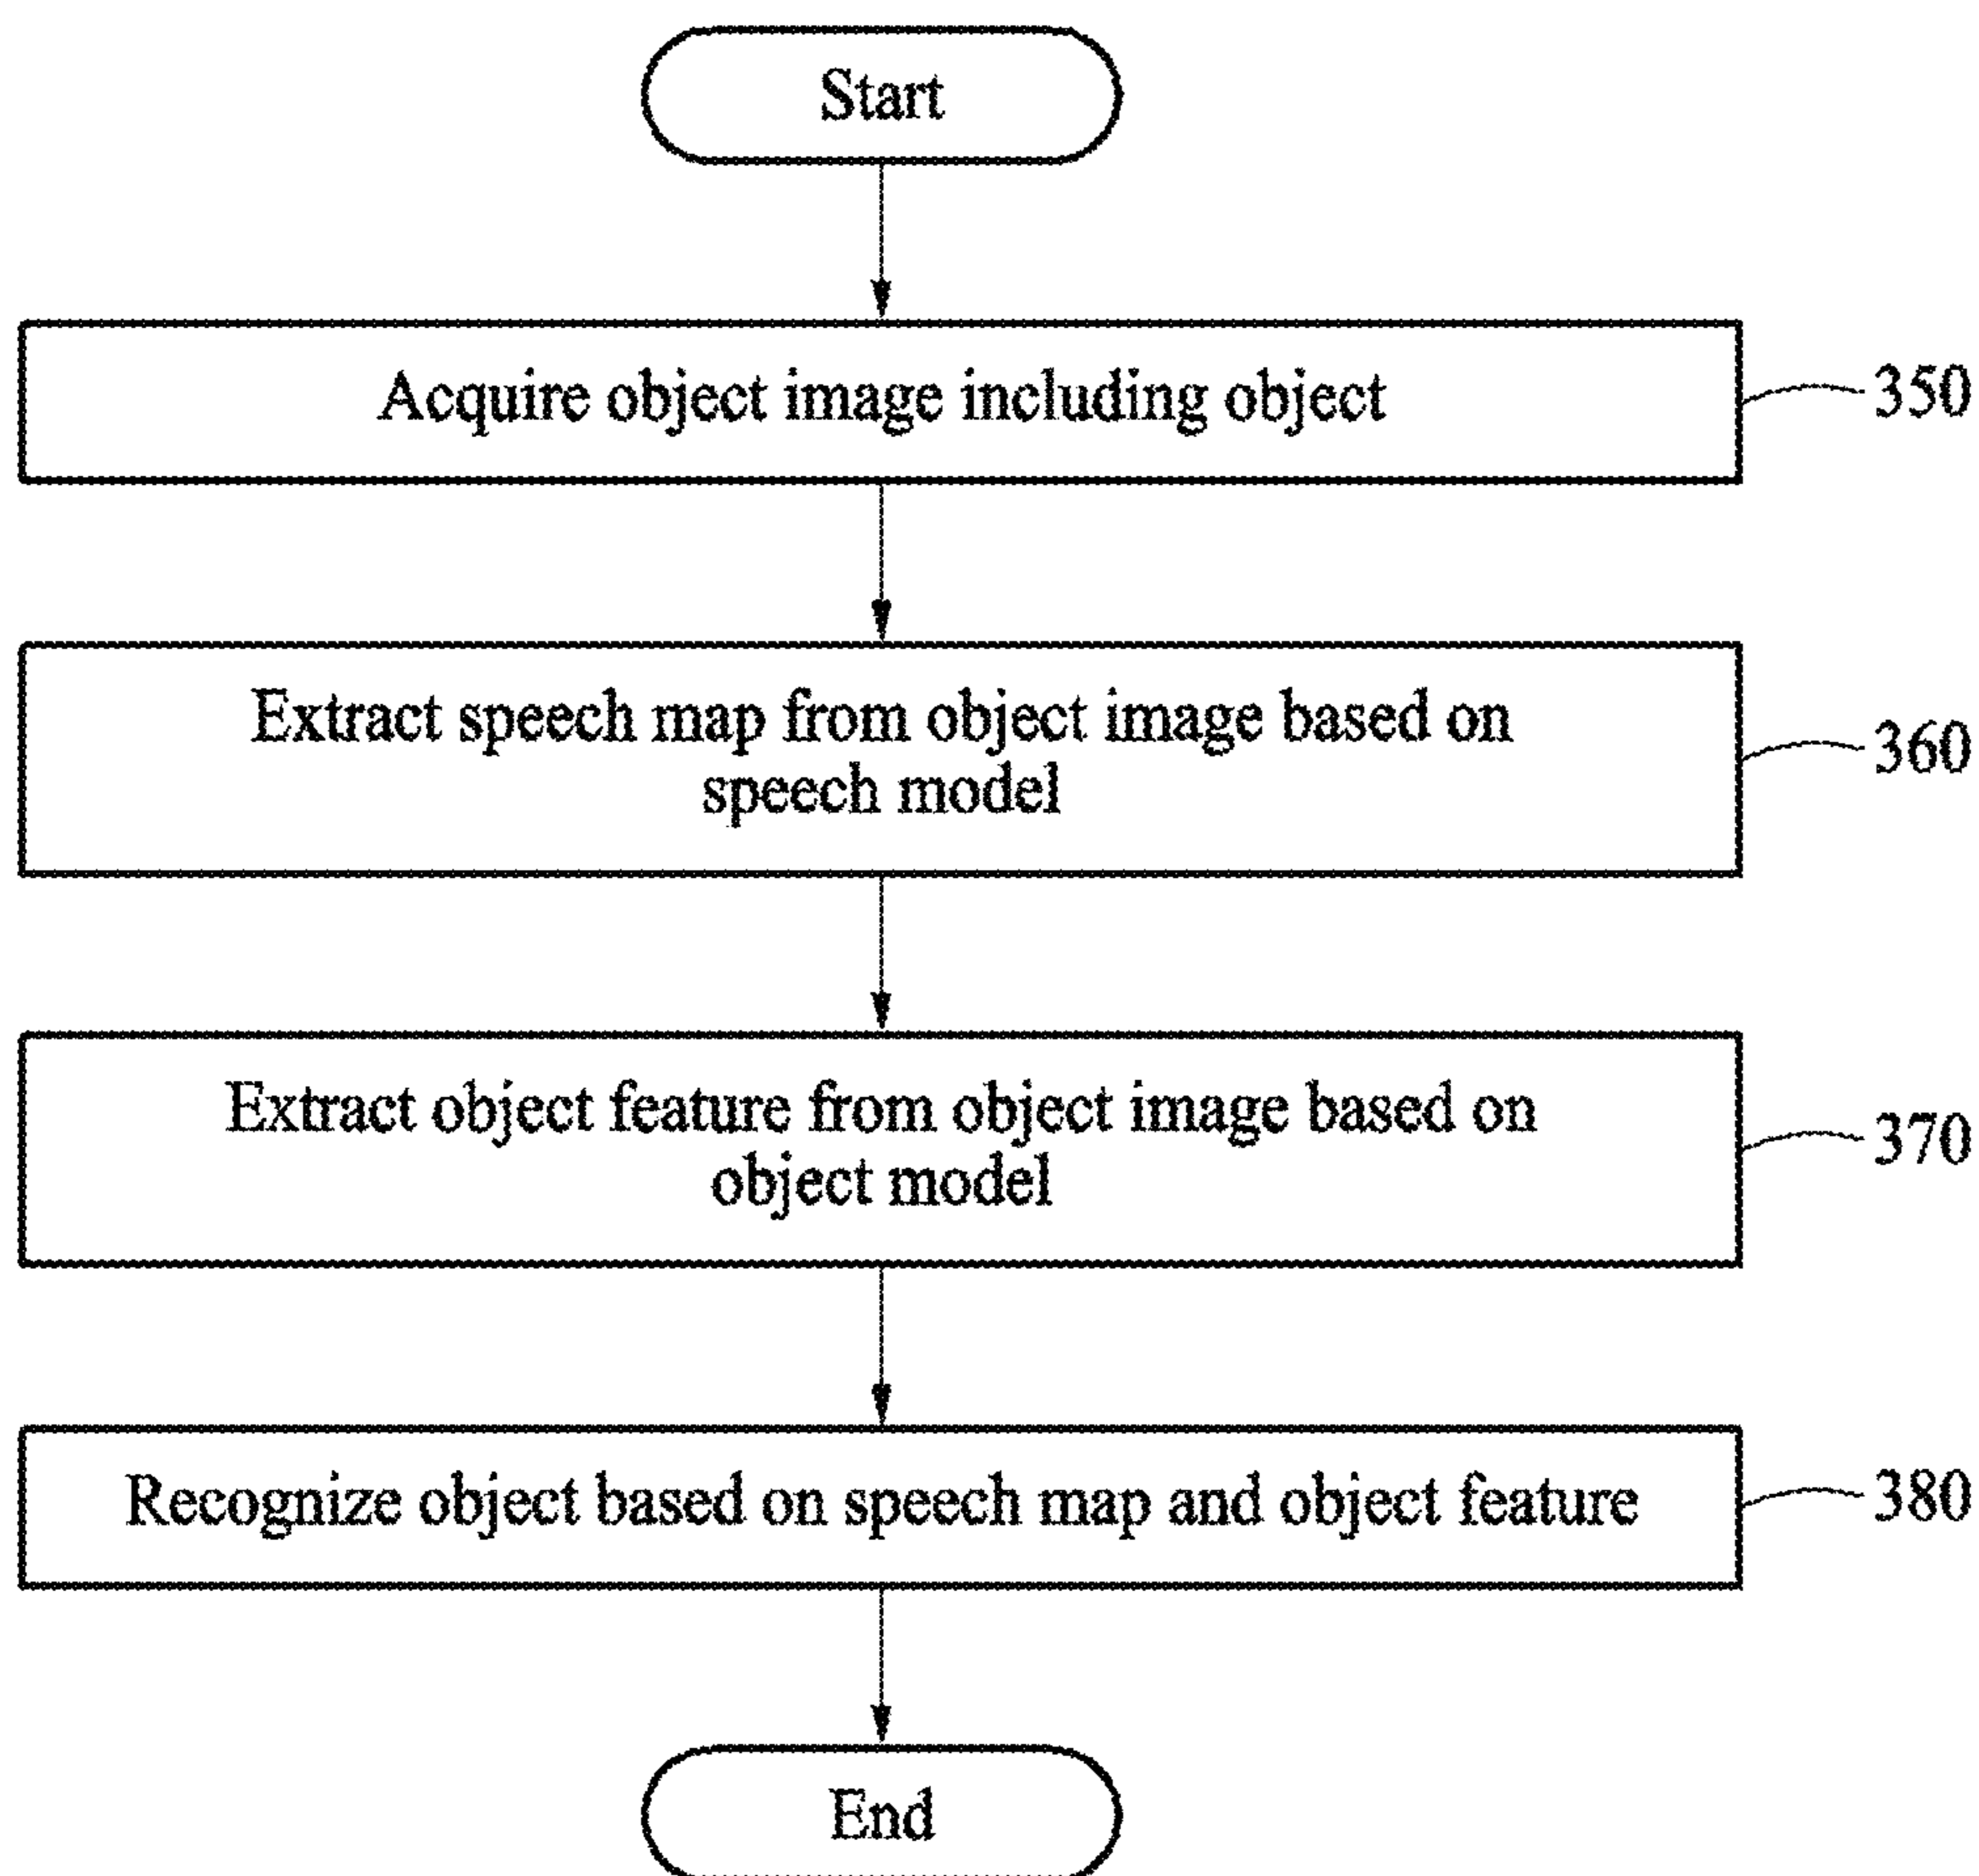 Start
Acquire object image including object
350
Extract speech map from object image based on
speech model
360
Extract object feature from object image based on
object model
370
Recognize object based on speech map and object feature
380
End